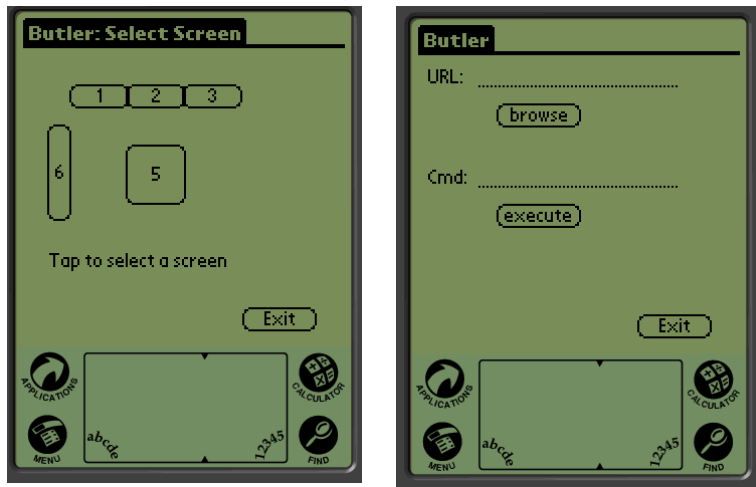 Butler: Select Screen
1 2 3
6 5
Tap to select a screen
Exit
APPLICATIONS
CALCULATOR
MENU
abcde
12345
FIND
Butler
URL:
browse
Cmd:
execute
Exit
APPLICATIONS
CALCULATOR
MENU
abcde
12345
FIND